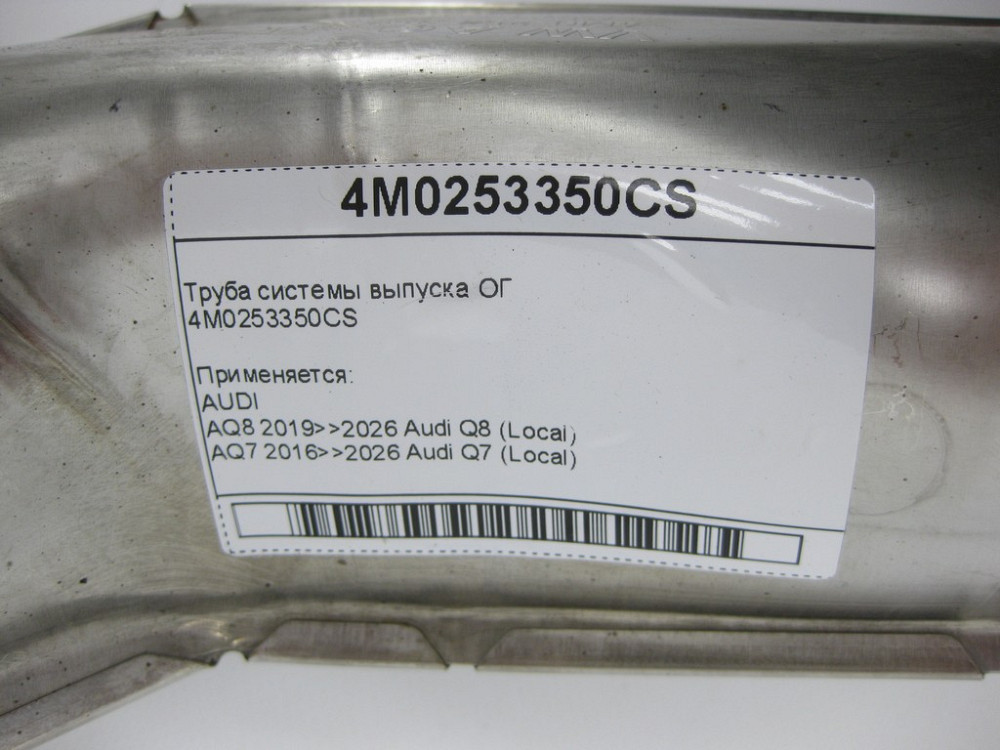 4M0253350CS
Труба системы выпуска ОГ
4M0253350CS
Применяется:
AUDI
AQ8 2019>>2026 Audi Q8 (Local)
AQ7 2016>>2026 Audi Q7 (Local)